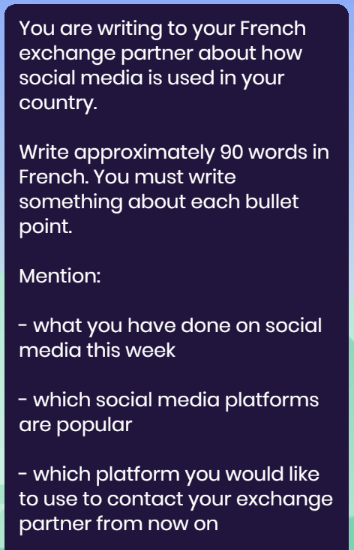 You are writing to your French
exchange partner about how
social media is used in your
country.
Write approximately 90 words in
French. You must write
something about each bullet
point.
Mention:
- what you have done on social
media this week
- which social media platforms
are popular
- which platform you would like
to use to contact your exchange
partner from now on